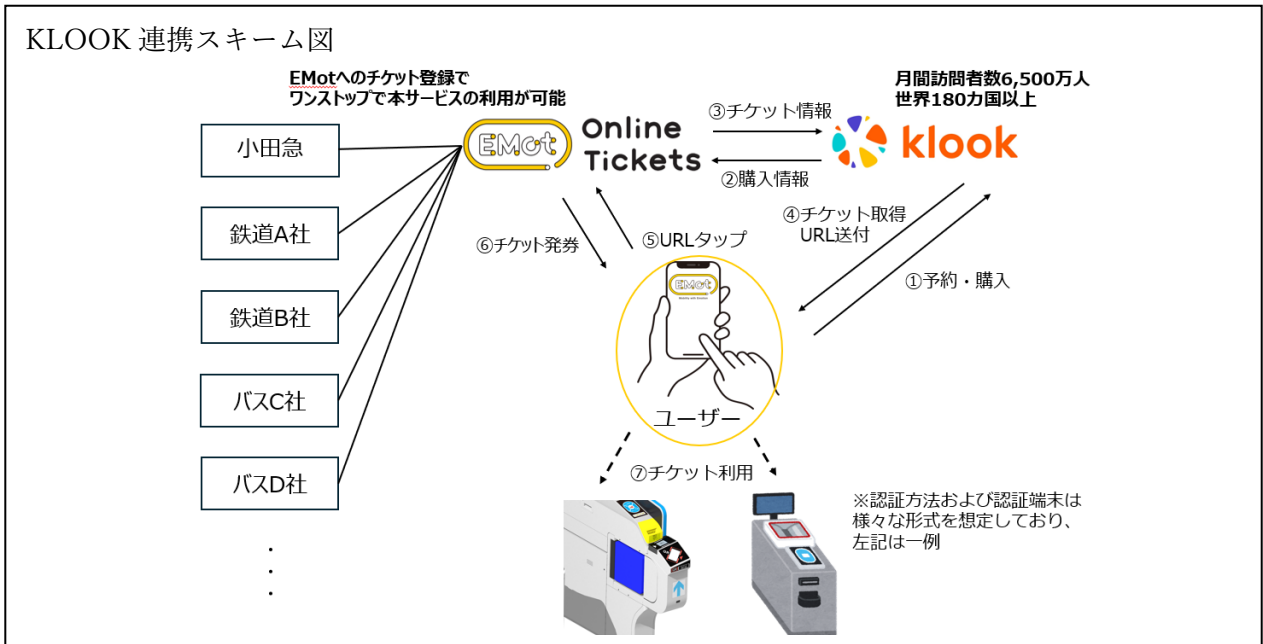 KLOOK 連携スキーム図
EMotへのチケット登録で
ワンストップで本サービスの利用が可能
月間訪問者数6,500万人
世界180カ国以上
小田急
鉄道A社
鉄道B社
バスC社
バスD社
・
・
・
EMot
Online
Tickets
③チケット情報
klook
②購入情報
④チケット取得
URL送付
①予約・購入
⑥チケット発券
⑤URLタップ
EMot
ユーザー
⑦チケット利用
※認証方法および認証端末は
様々な形式を想定しており、
左記は一例